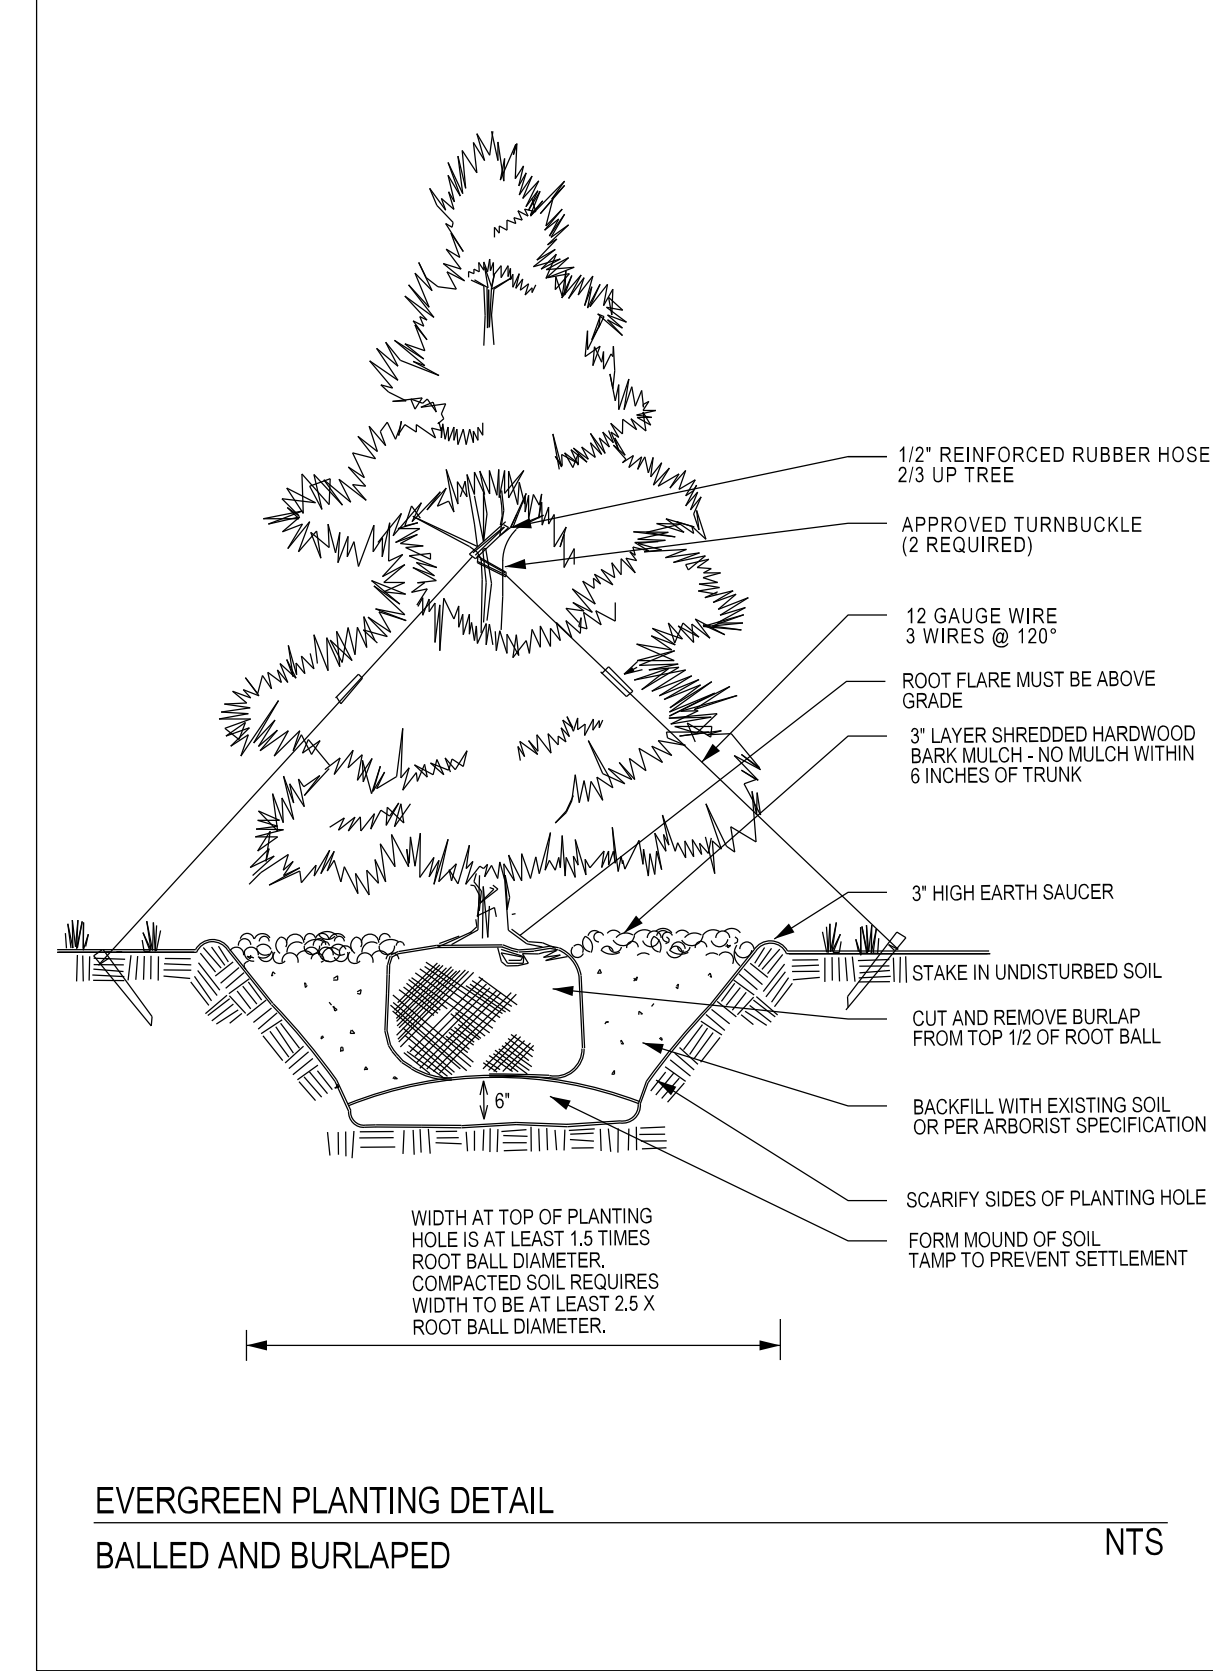 1/2" REINFORCED RUBBER HOSE
2/3 UP TREE
APPROVED TURNBUCKLE
(2 REQUIRED)
12 GAUGE WIRE
3 WIRES @ 120°
ROOT FLARE MUST BE ABOVE
GRADE
3" LAYER SHREDDED HARDWOOD
BARK MULCH - NO MULCH WITHIN
6 INCHES OF TRUNK
3" HIGH EARTH SAUCER
STAKE IN UNDISTURBED SOIL
CUT AND REMOVE BURLAP
FROM TOP 1/2 OF ROOT BALL
6"
BACKFILL WITH EXISTING SOIL
OR PER ARBORIST SPECIFICATION
SCARIFY SIDES OF PLANTING HOLE
FORM MOUND OF SOIL
TAMP TO PREVENT SETTLEMENT
WIDTH AT TOP OF PLANTING
HOLE IS AT LEAST 1.5 TIMES
ROOT BALL DIAMETER.
COMPACTED SOIL REQUIRES
WIDTH TO BE AT LEAST 2.5 X
ROOT BALL DIAMETER.
EVERGREEN PLANTING DETAIL
BALLED AND BURLAPED
NTS